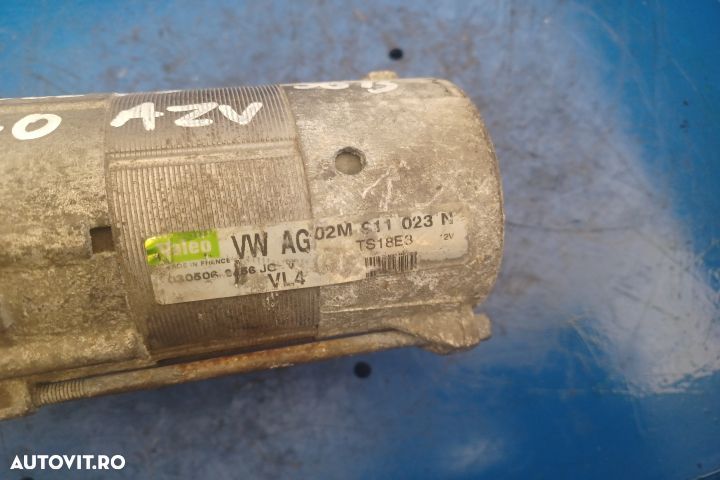 AZV
Valeo VW AG 02M 911 023 N
MADE IN FRANCE TS18E3 12V
VL4
AUTOVIT.RO